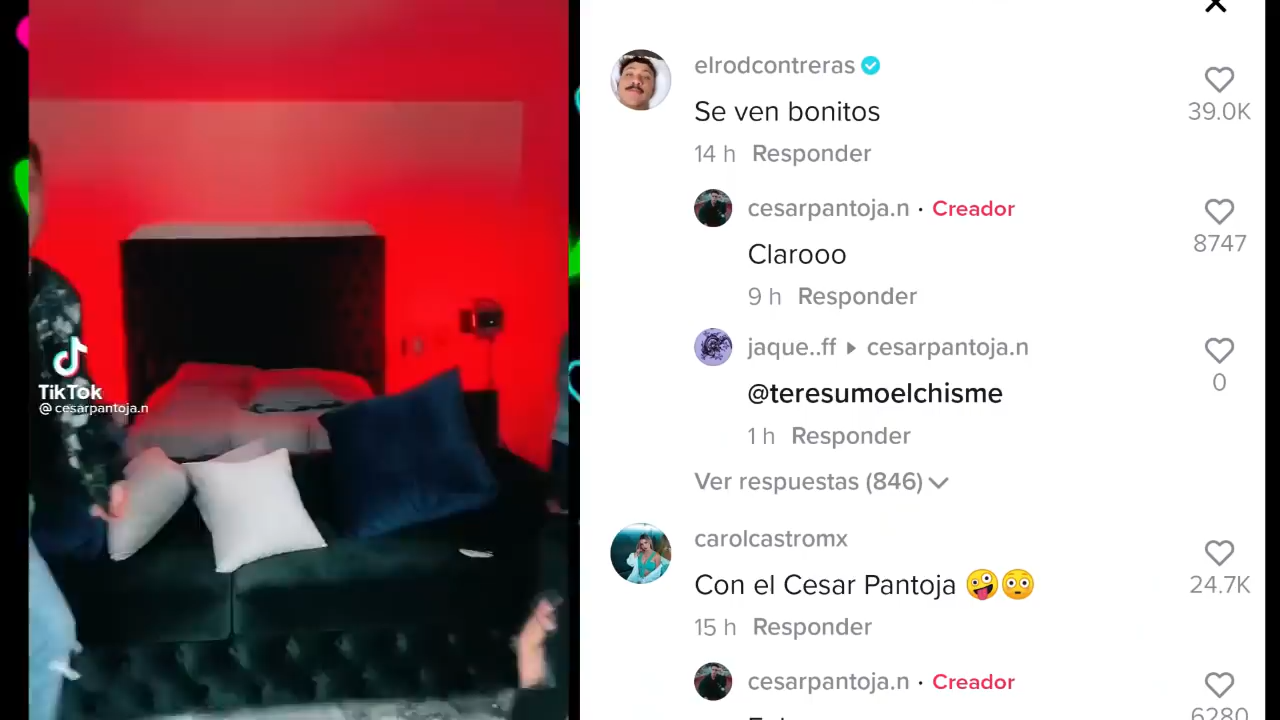 TikTok
@cesarpantoja.n
elrodcontreras
Se ven bonitos
14 h Responder
39.0K
cesarpantoja.n · Creador
Clarooo
9 h Responder
8747
jaque..ff ▸ cesarpantoja.n
@teresumoelchisme
1 h Responder
0
Ver respuestas (846)
carolcastromx
Con el Cesar Pantoja 🤪😳
15 h Responder
24.7K
cesarpantoja.n · Creador
6280